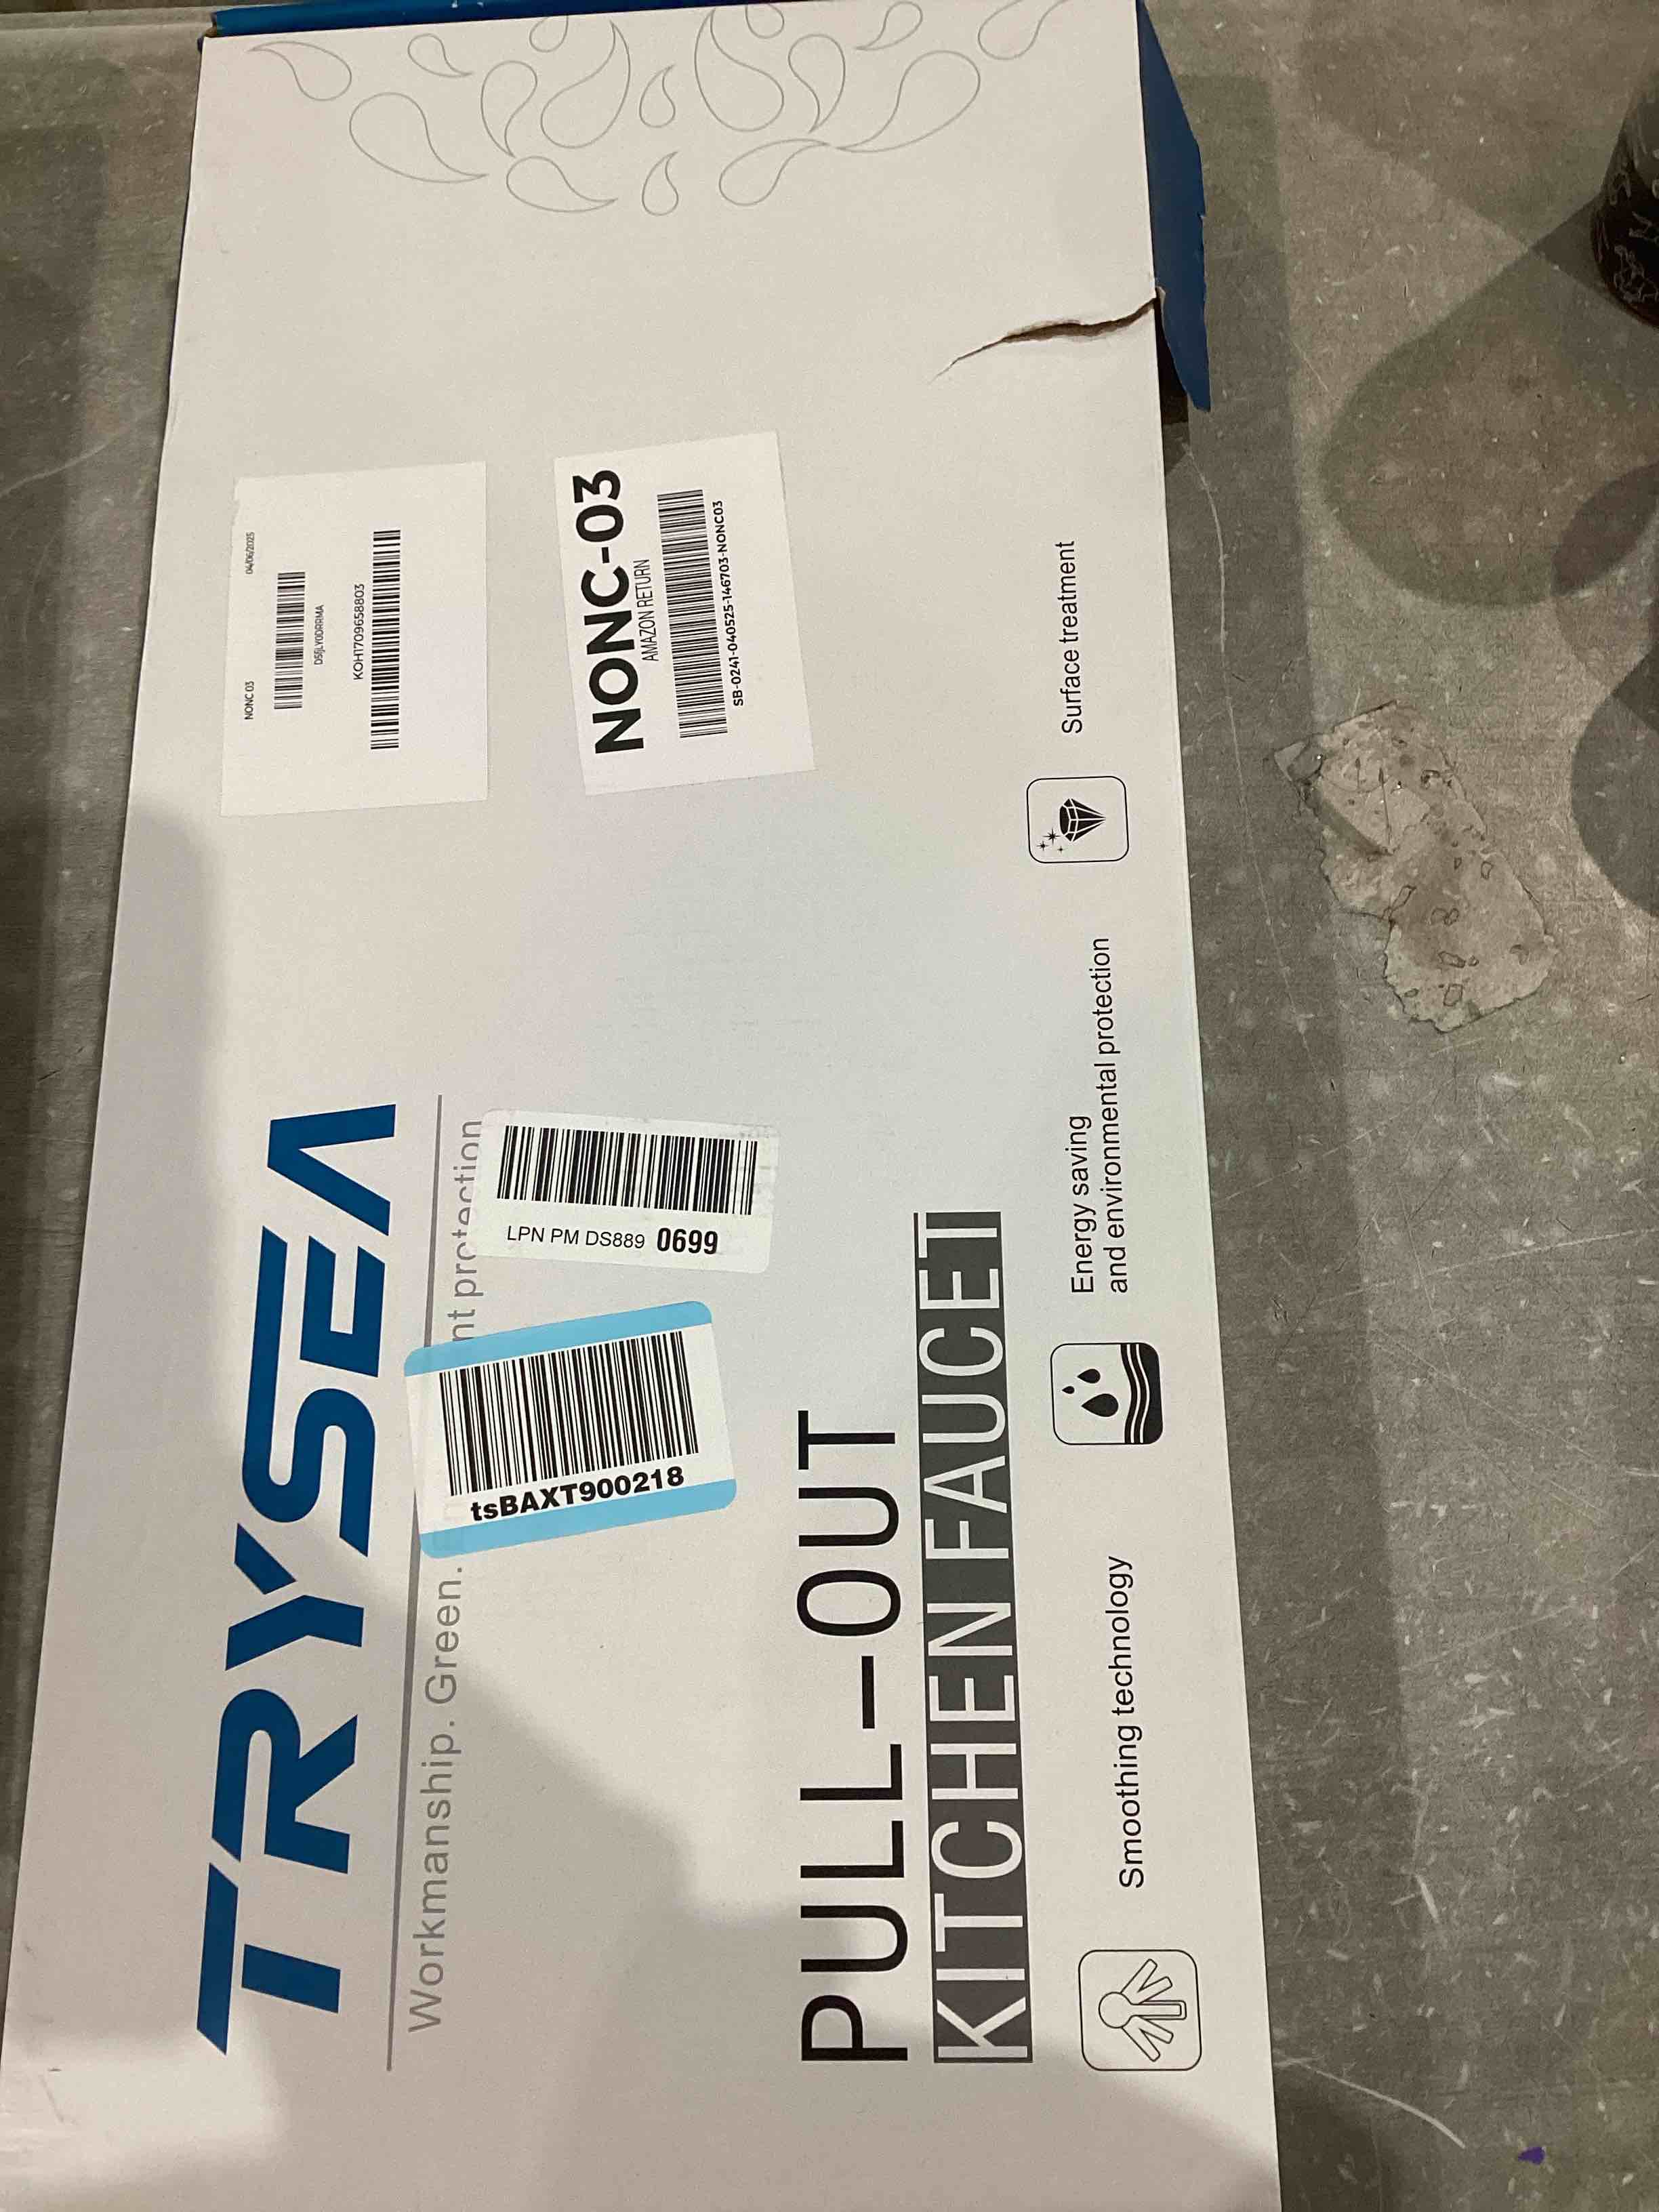 TRYSEA
Workmanship. Green.
nt protection
tsBAXT900218
LPN PM DS889 0699
NONC 03
04/06/2025
KOH1709658803
NONC-03
AMAZON RETURN
SB-0241-040525-146703-NONC03
PULL-OUT
KITCHEN FAUCET
Smoothing technology
Energy saving
and environmental protection
Surface treatment